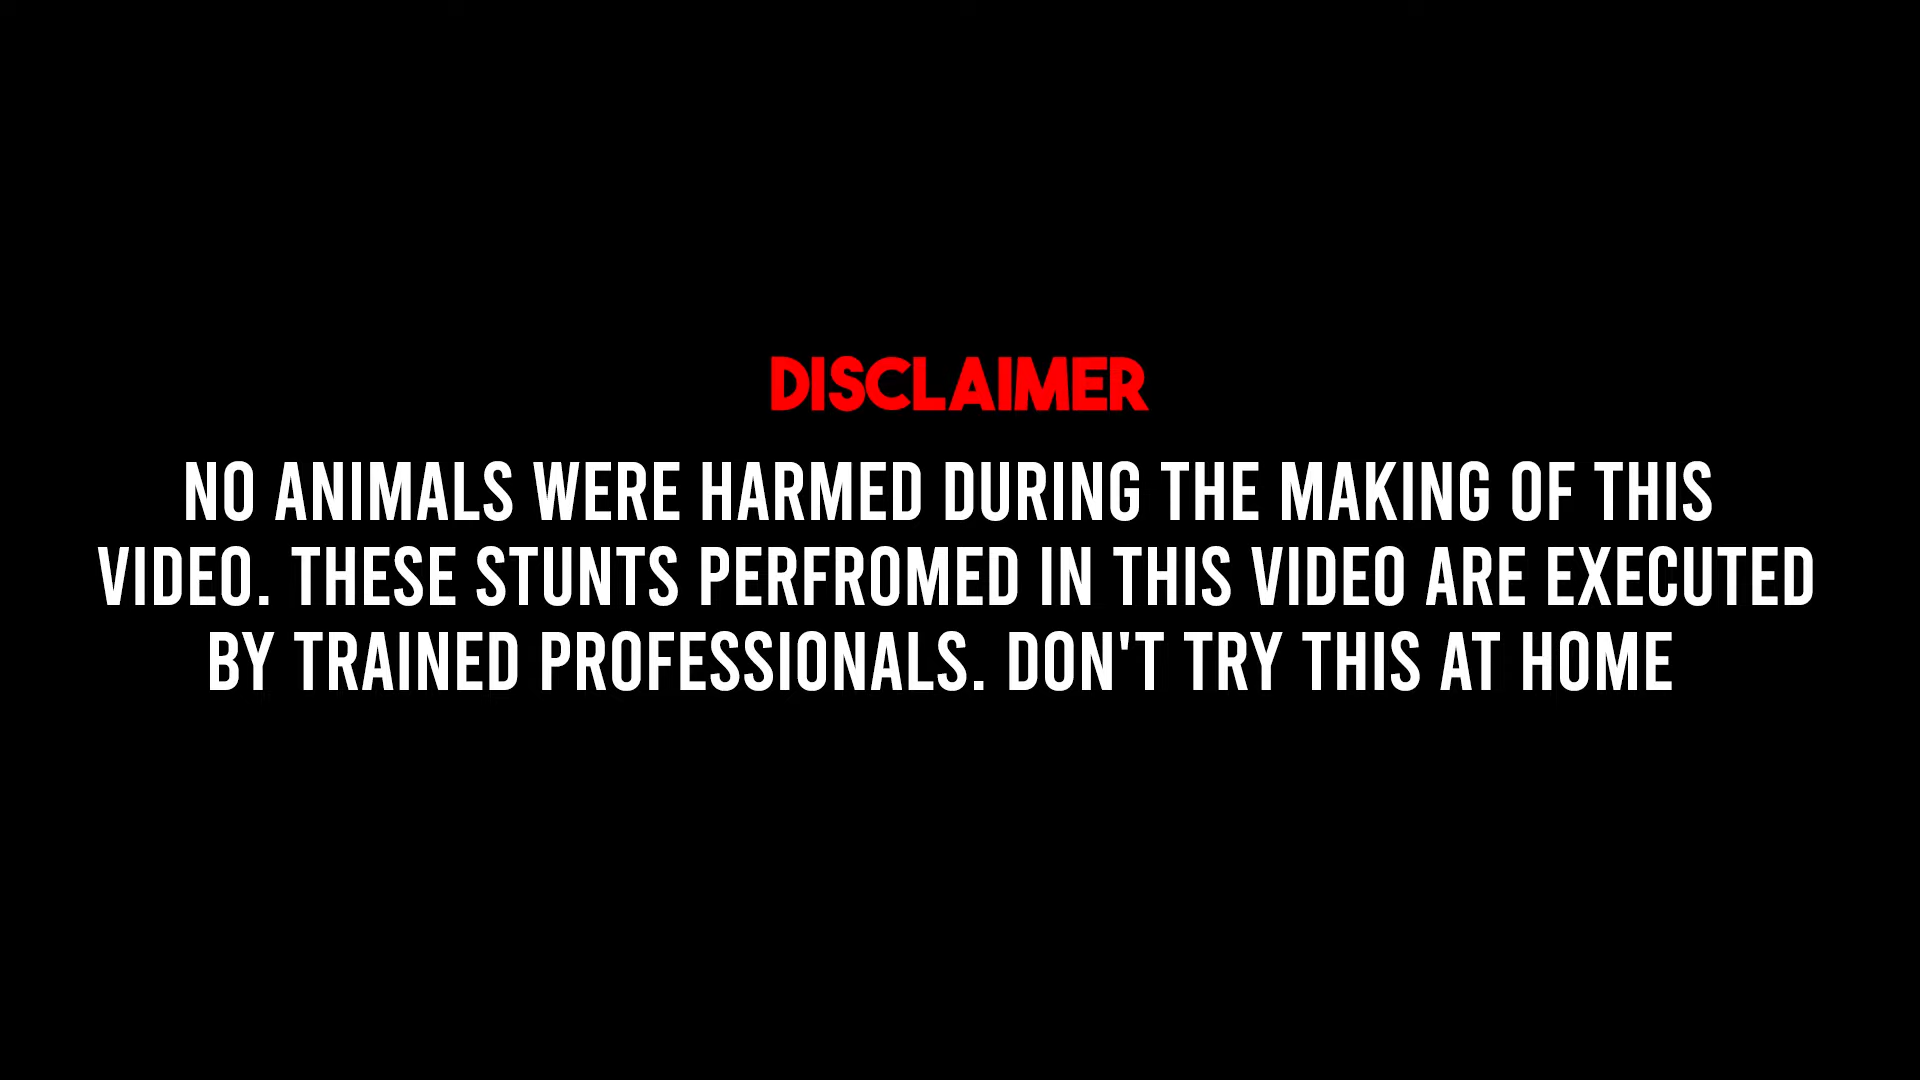 DISCLAIMER
NO ANIMALS WERE HARMED DURING THE MAKING OF THIS
VIDEO. THESE STUNTS PERFROMED IN THIS VIDEO ARE EXECUTED
BY TRAINED PROFESSIONALS. DON'T TRY THIS AT HOME